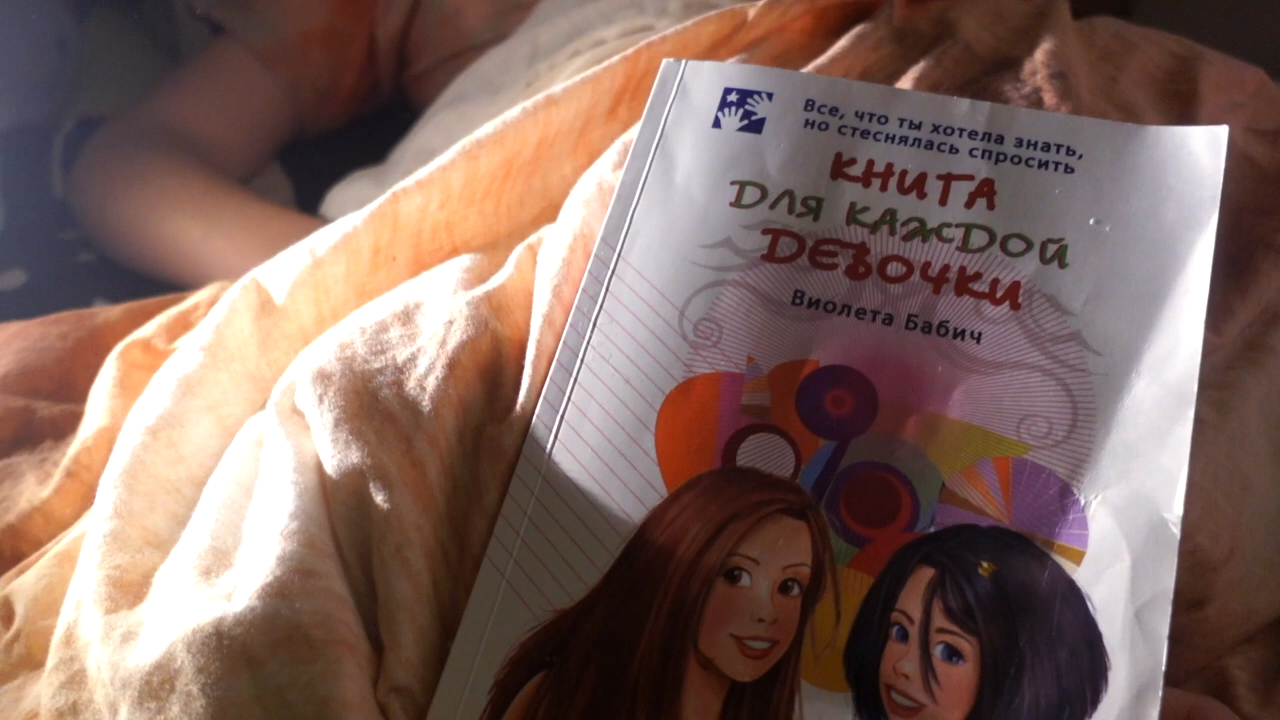 Все, что ты хотела знать,
но стеснялась спросить
КНИГА
ДЛЯ КАЖДОЙ
ДЕВОЧКИ
Виолета Бабич